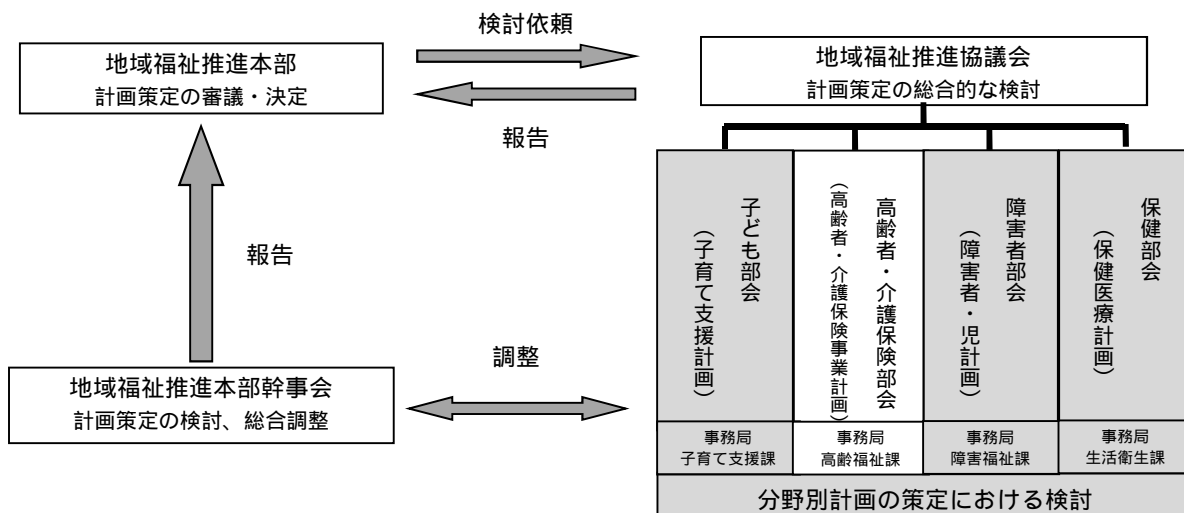 検討依頼
地域福祉推進本部
計画策定の審議・決定
地域福祉推進協議会
計画策定の総合的な検討
報告
報告
調整
地域福祉推進本部幹事会
計画策定の検討、総合調整
子ども部会
(子育て支援計画)
高齢者・介護保険部会
(高齢者・介護保険事業計画)
障害者部会
(障害者・児計画)
保健部会
(保健医療計画)
事務局
子育て支援課
事務局
高齢福祉課
事務局
障害福祉課
事務局
生活衛生課
分野別計画の策定における検討